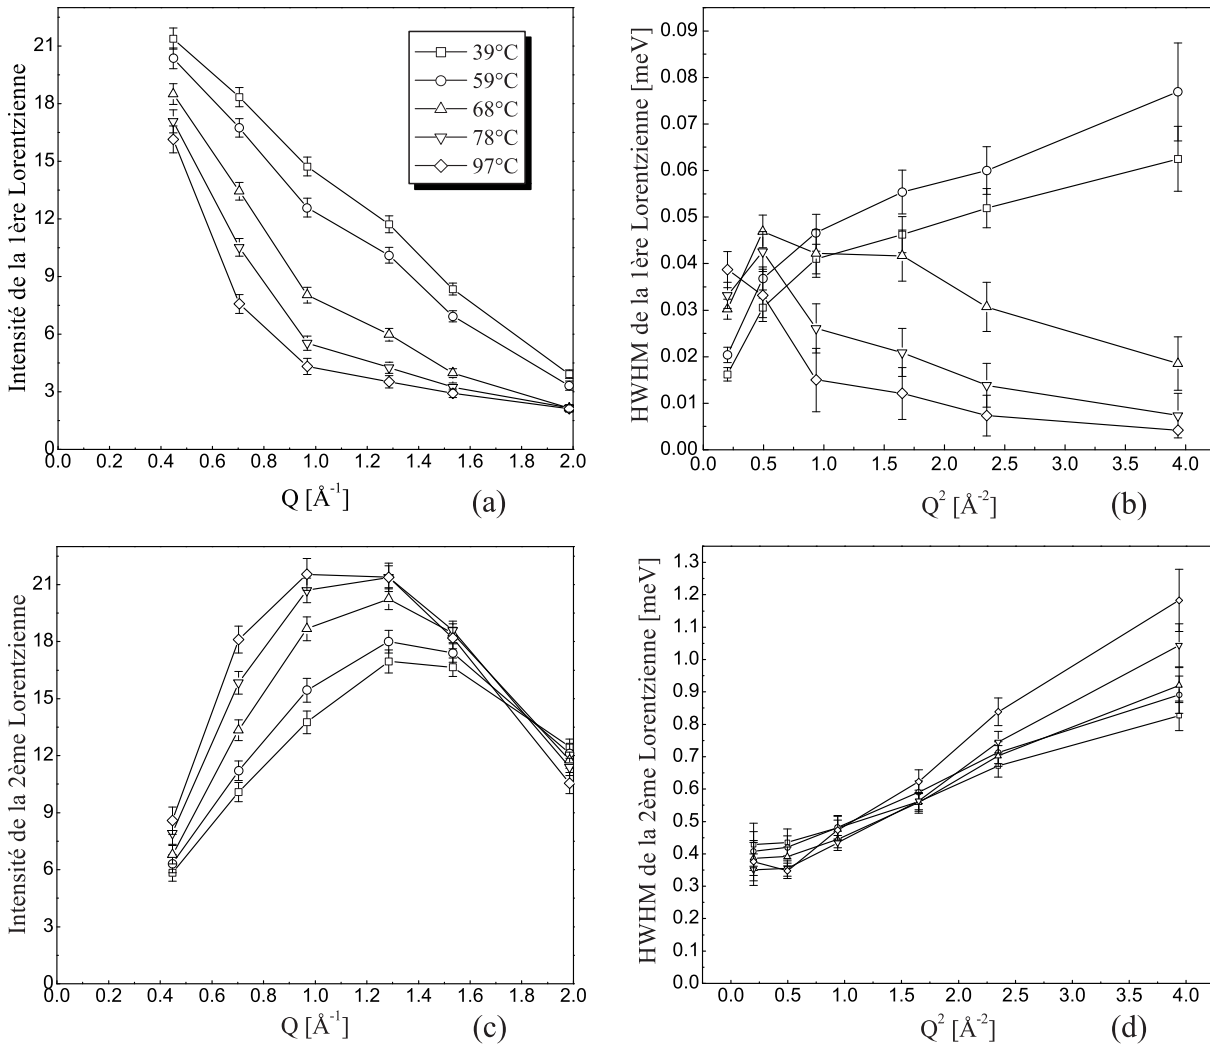 Intensité de la 1ère Lorentzienne
21
18
15
12
9
6
3
0
0.0 0.2 0.4 0.6 0.8 1.0 1.2 1.4 1.6 1.8 2.0
Q [Å-1]
(a)
39°C
59°C
68°C
78°C
97°C
HWHM de la 1ère Lorentzienne [meV]
0.09
0.08
0.07
0.06
0.05
0.04
0.03
0.02
0.01
0.00
0.0 0.5 1.0 1.5 2.0 2.5 3.0 3.5 4.0
Q2 [Å-2]
(b)
Intensité de la 2ème Lorentzienne
21
18
15
12
9
6
3
0
0.0 0.2 0.4 0.6 0.8 1.0 1.2 1.4 1.6 1.8 2.0
Q [Å-1]
(c)
HWHM de la 2ème Lorentzienne [meV]
1.3
1.2
1.1
1.0
0.9
0.8
0.7
0.6
0.5
0.4
0.3
0.2
0.1
0.0
0.0 0.5 1.0 1.5 2.0 2.5 3.0 3.5 4.0
Q2 [Å-2]
(d)